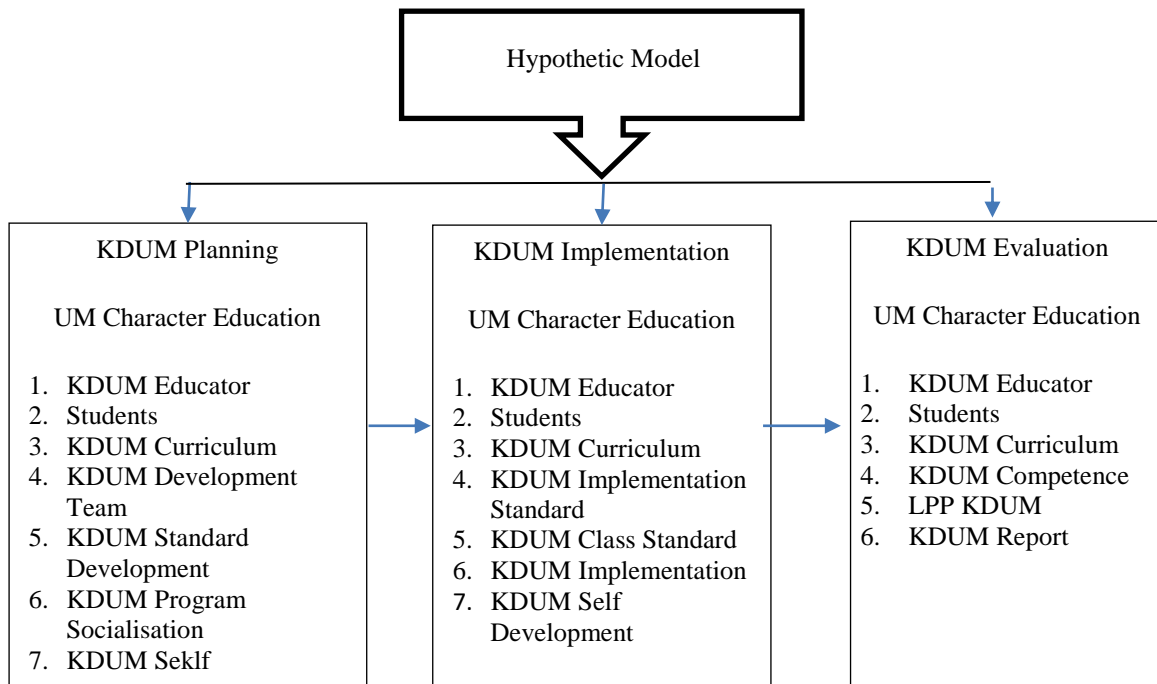 Hypothetic Model
KDUM Planning
UM Character Education
1. KDUM Educator
2. Students
3. KDUM Curriculum
4. KDUM Development
Team
5. KDUM Standard
Development
6. KDUM Program
Socialisation
7. KDUM Seklf
KDUM Implementation
UM Character Education
1. KDUM Educator
2. Students
3. KDUM Curriculum
4. KDUM Implementation
Standard
5. KDUM Class Standard
6. KDUM Implementation
7. KDUM Self
Development
KDUM Evaluation
UM Character Education
1. KDUM Educator
2. Students
3. KDUM Curriculum
4. KDUM Competence
5. LPP KDUM
6. KDUM Report